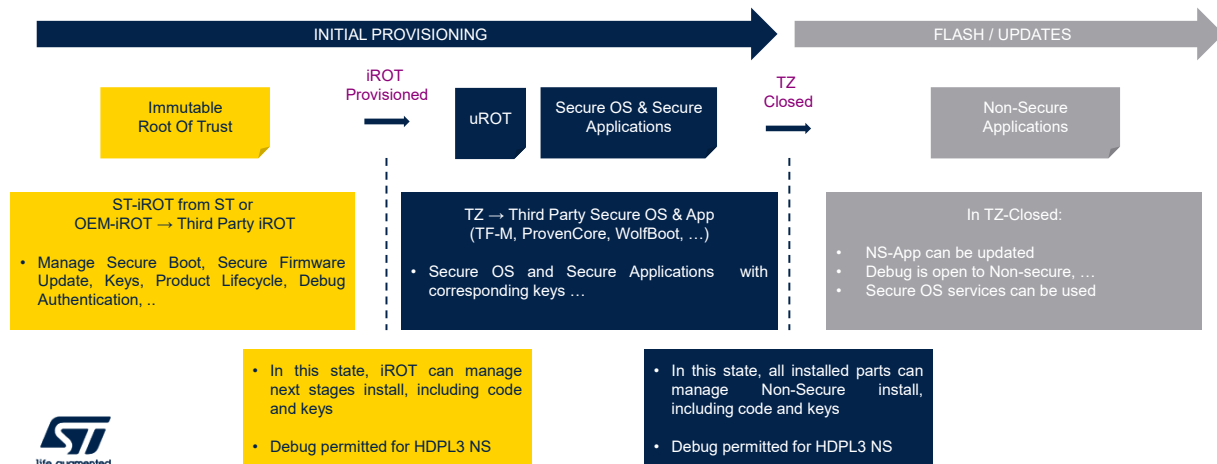 INITIAL PROVISIONING
FLASH / UPDATES
Immutable
Root Of Trust
iROT
Provisioned
uROT
Secure OS & Secure
Applications
TZ
Closed
Non-Secure
Applications
ST-iROT from ST or
OEM-iROT → Third Party iROT
• Manage Secure Boot, Secure Firmware
Update, Keys, Product Lifecycle, Debug
Authentication, ..
TZ → Third Party Secure OS & App
(TF-M, ProvenCore, WolfBoot, …)
• Secure OS and Secure Applications with
corresponding keys …
In TZ-Closed:
• NS-App can be updated
• Debug is open to Non-secure, …
• Secure OS services can be used
• In this state, iROT can manage
next stages install, including code
and keys
• Debug permitted for HDPL3 NS
• In this state, all installed parts can
manage Non-Secure install,
including code and keys
• Debug permitted for HDPL3 NS
ST
life.augmented